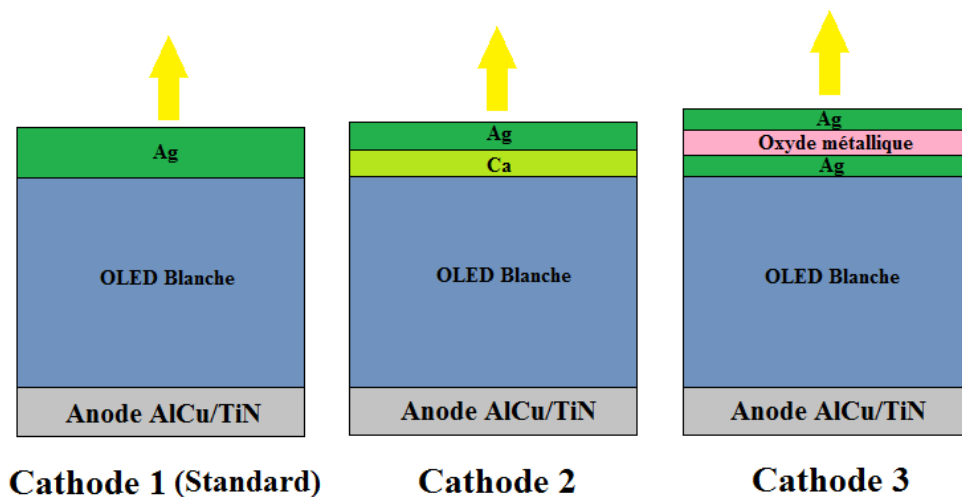 Ag
OLED Blanche
Anode AlCu/TiN
Cathode 1 (Standard)
Ag
Ca
OLED Blanche
Anode AlCu/TiN
Cathode 2
Ag
Oxyde métallique
Ag
OLED Blanche
Anode AlCu/TiN
Cathode 3